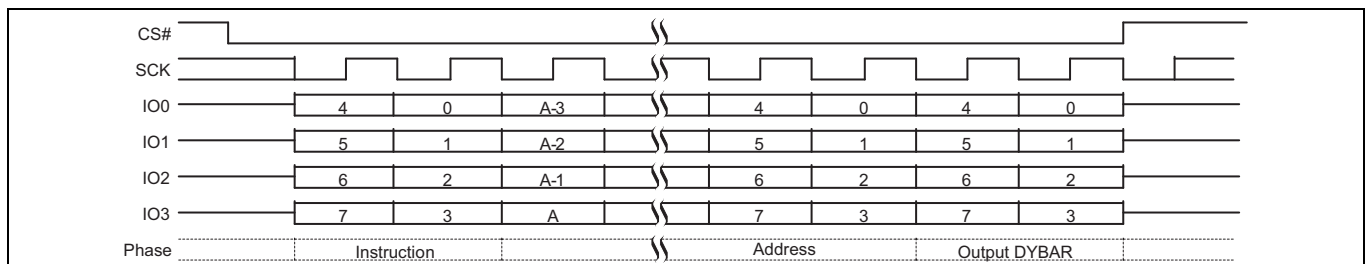 CS#
SCK
IO0 4 0 A-3 4 0 4 0
IO1 5 1 A-2 5 1 5 1
IO2 6 2 A-1 6 2 6 2
IO3 7 3 A 7 3 7 3
Phase Instruction Address Output DYBAR